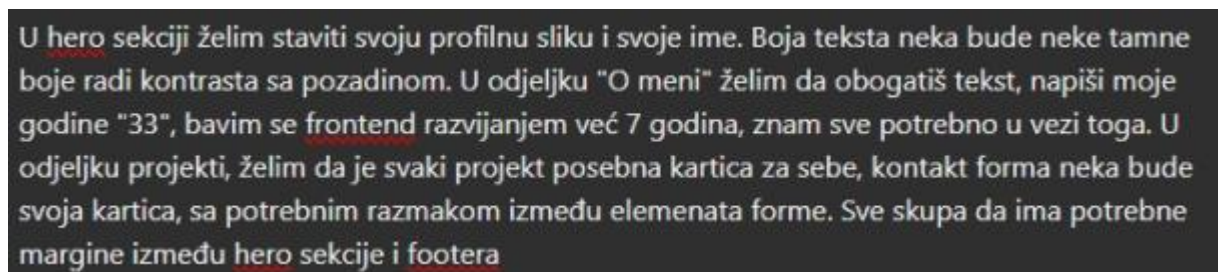 U hero sekciji želim staviti svoju profilnu sliku i svoje ime. Boja teksta neka bude neke tamne
boje radi kontrasta sa pozadinom. U odjeljku "O meni" želim da obogatiš tekst, napiši moje
godine "33", bavim se frontend razvijanjem već 7 godina, znam sve potrebno u vezi toga. U
odjeljku projekti, želim da je svaki projekt posebna kartica za sebe, kontakt forma neka bude
svoja kartica, sa potrebnim razmakom između elemenata forme. Sve skupa da ima potrebne
margine između hero sekcije i footera